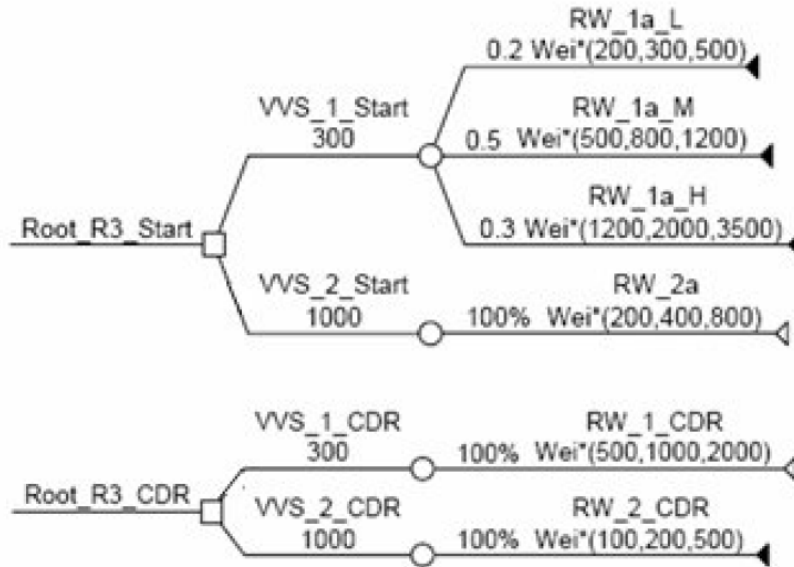 RW_1a_L
0.2 Wei*(200,300,500)
VVS_1_Start
300
RW_1a_M
0.5 Wei*(500,800,1200)
RW_1a_H
0.3 Wei*(1200,2000,3500)
Root_R3_Start
VVS_2_Start
1000
RW_2a
100% Wei*(200,400,800)
VVS_1_CDR
300
RW_1_CDR
100% Wei*(500,1000,2000)
Root_R3_CDR
VVS_2_CDR
1000
RW_2_CDR
100% Wei*(100,200,500)